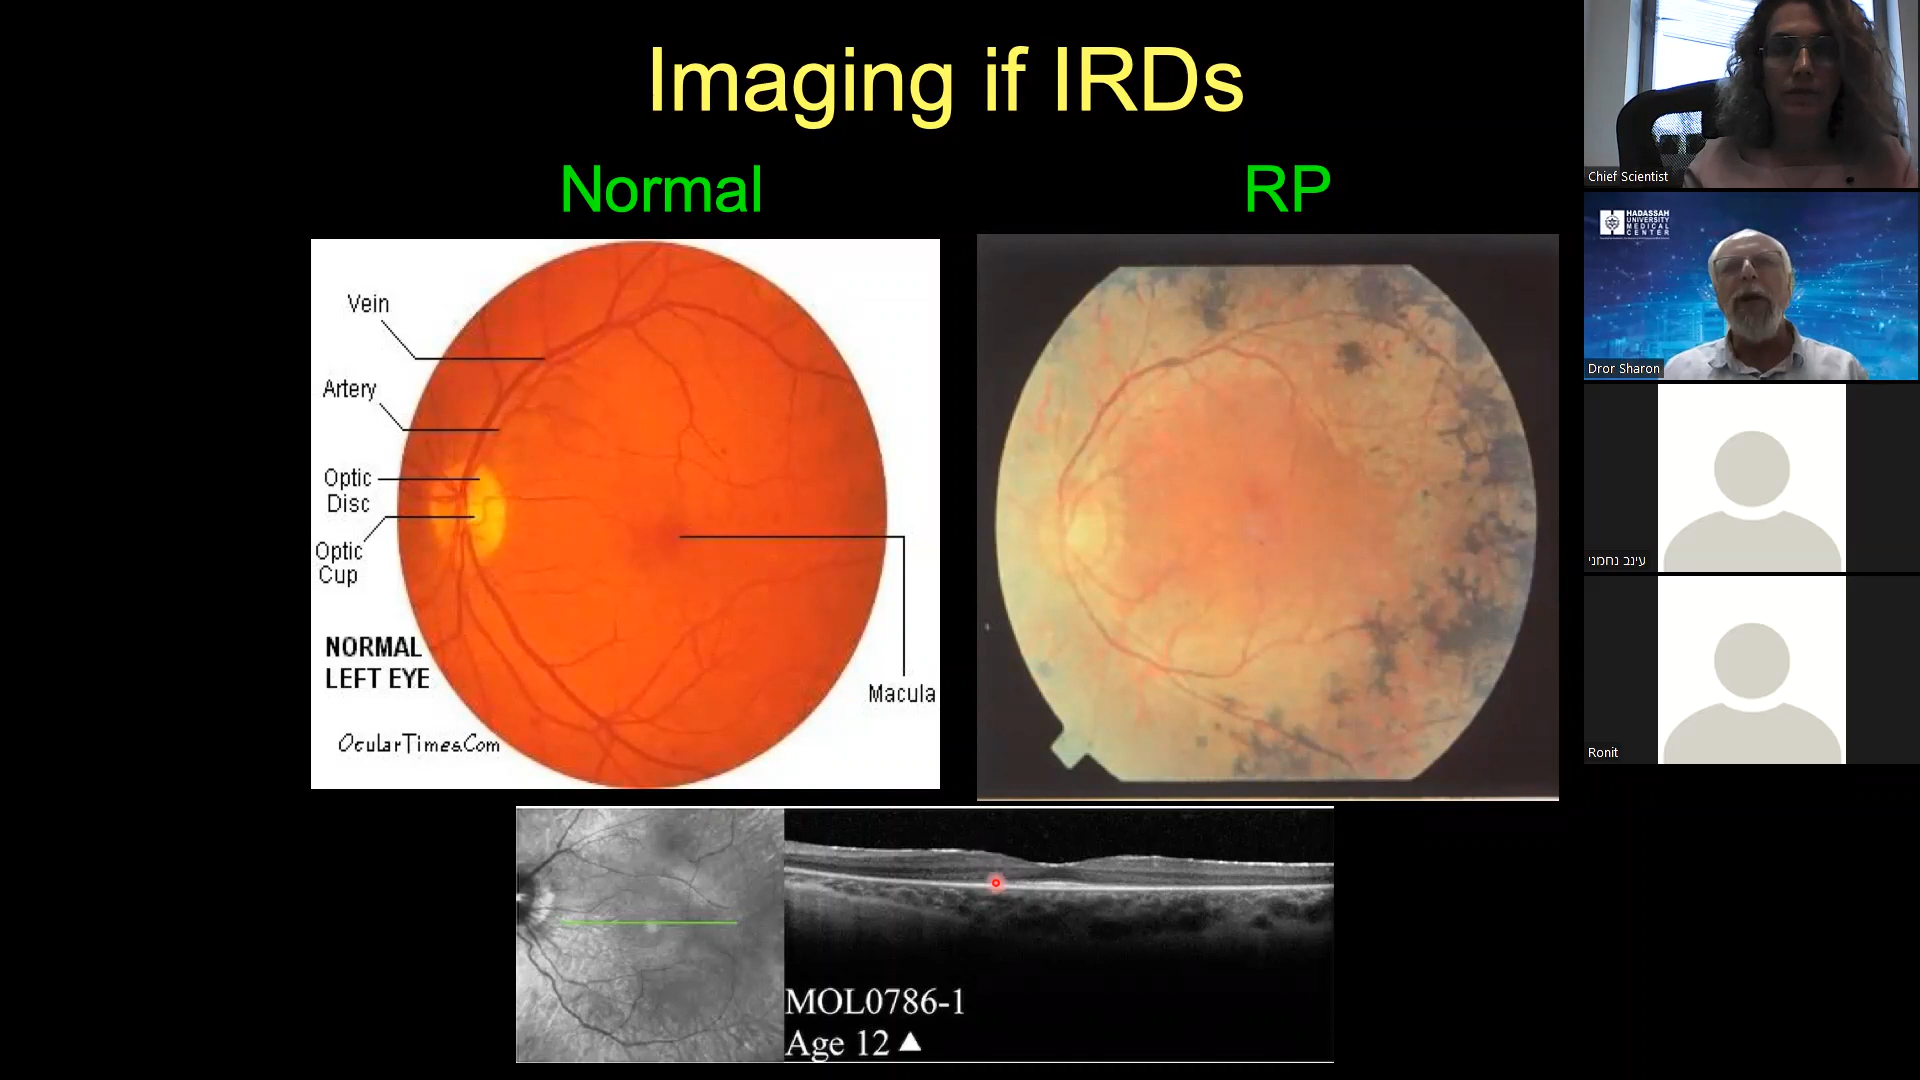 Imaging if IRDs
Normal
RP
Vein
Artery
Optic
Disc
Optic
Cup
NORMAL
LEFT EYE
OcularTimes.Com
Macula
MOL0786-1
Age 12 ▲
Chief Scientist
HADASSAH
UNIVERSITY
MEDICAL
CENTER
Dror Sharon
עינב נחמני
Ronit